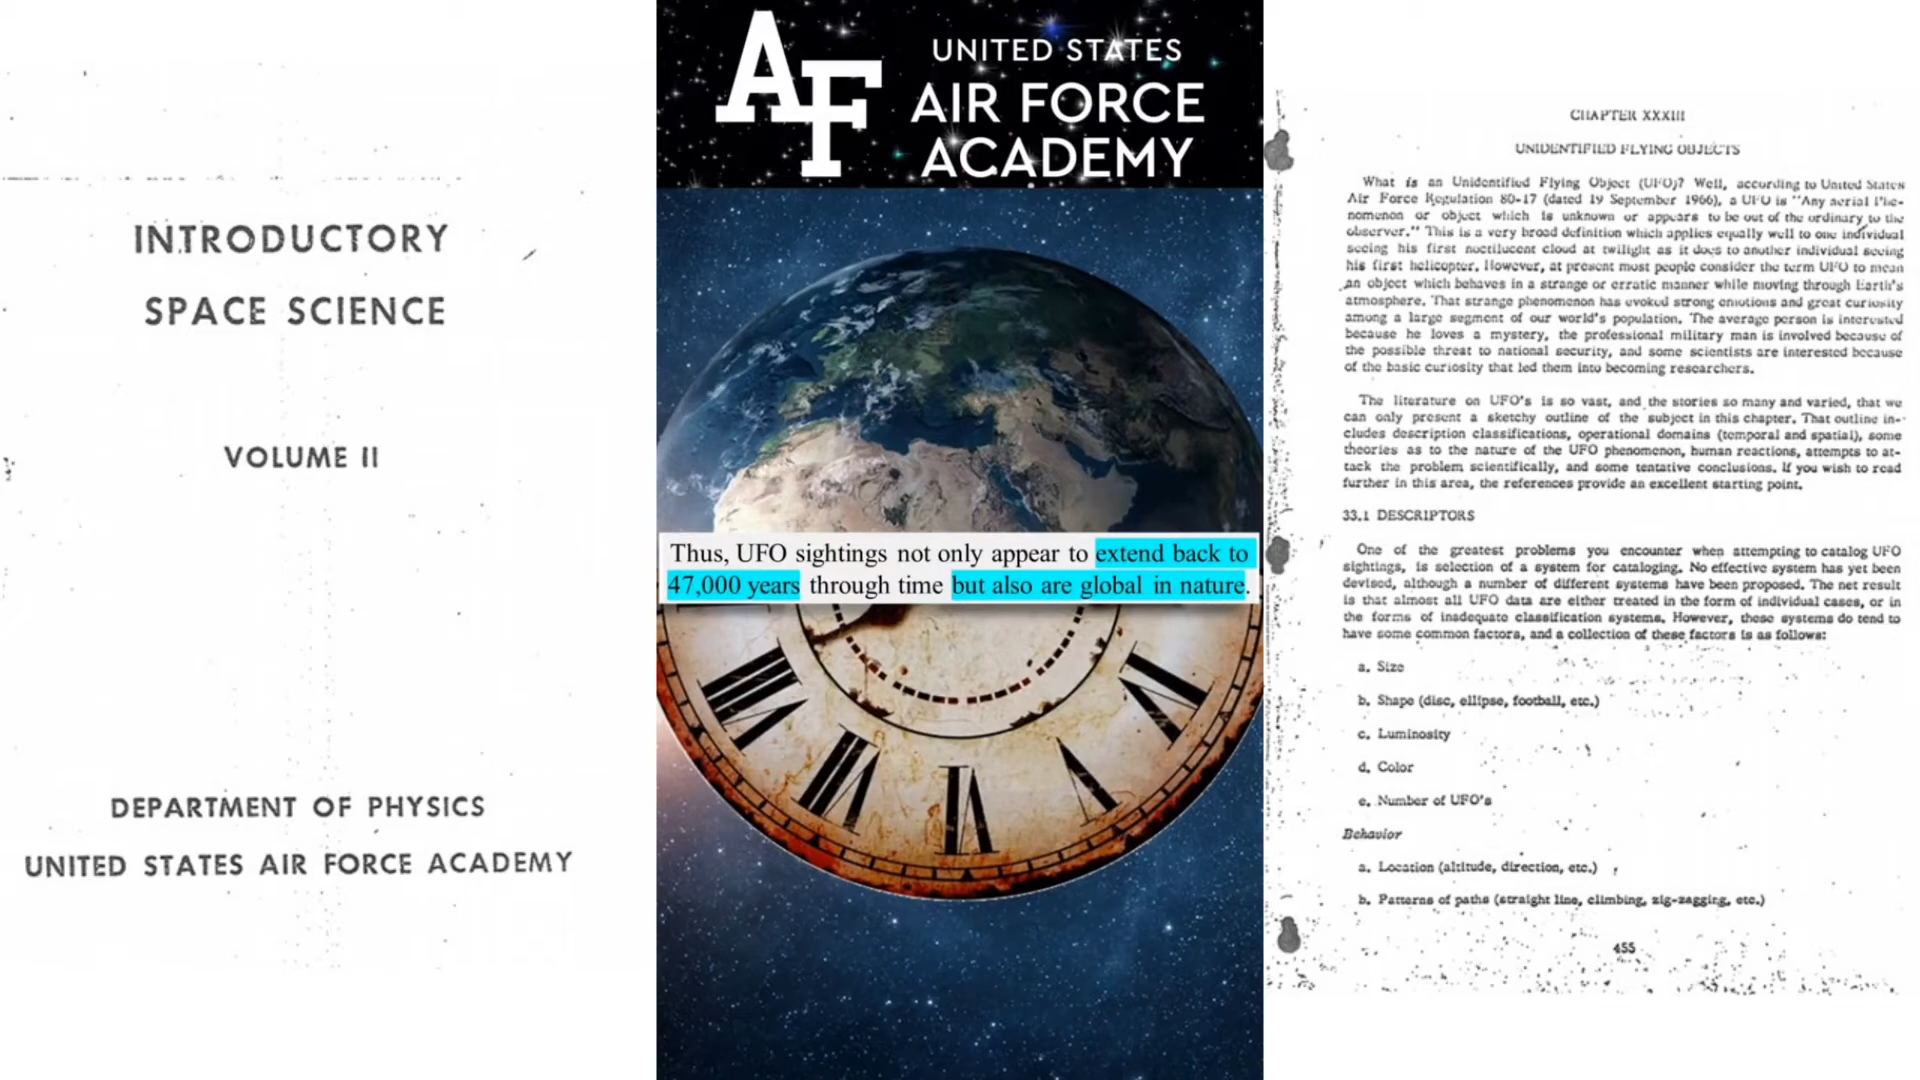 INTRODUCTORY
SPACE SCIENCE
VOLUME II
DEPARTMENT OF PHYSICS
UNITED STATES AIR FORCE ACADEMY
AF
UNITED STATES
AIR FORCE
ACADEMY
Thus, UFO sightings not only appear to extend back to
47,000 years through time but also are global in nature.
CHAPTER XXXIII
UNIDENTIFIED FLYING OBJECTS
What is an Unidentified Flying Object (UFO)? Well, according to United States
Air Force Regulation 80-17 (dated 19 September 1966), a UFO is "Any aerial Phe-
nomenon or object which is unknown or appears to be out of the ordinary to the
observer." This is a very broad definition which applies equally well to one individual
seeing his first noctilucent cloud at twilight as it does to another individual seeing
his first helicopter. However, at present most people consider the term UFO to mean
an object which behaves in a strange or erratic manner while moving through Earth's
atmosphere. That strange phenomenon has evoked strong emotions and great curiosity
among a large segment of our world's population. The average person is interested
because he loves a mystery, the professional military man is involved because of
the possible threat to national security, and some scientists are interested because
of the basic curiosity that led them into becoming researchers.
The literature on UFO's is so vast, and the stories so many and varied, that we
can only present a sketchy outline of the subject in this chapter. That outline in-
cludes description classifications, operational domains (temporal and spatial), some
theories as to the nature of the UFO phenomenon, human reactions, attempts to at-
tack the problem scientifically, and some tentative conclusions. If you wish to read
further in this area, the references provide an excellent starting point.
33.1 DESCRIPTORS
One of the greatest problems you encounter when attempting to catalog UFO
sightings, is selection of a system for cataloging. No effective system has yet been
devised, although a number of different systems have been proposed. The net result
is that almost all UFO data are either treated in the form of individual cases, or in
the forms of inadequate classification systems. However, these systems do tend to
have some common factors, and a collection of these factors is as follows:
a. Size
b. Shape (disc, ellipse, football, etc.)
c. Luminosity
d. Color
e. Number of UFO's
Behavior
a. Location (altitude, direction, etc.)
b. Patterns of paths (straight line, climbing, zig-zagging, etc.)
455